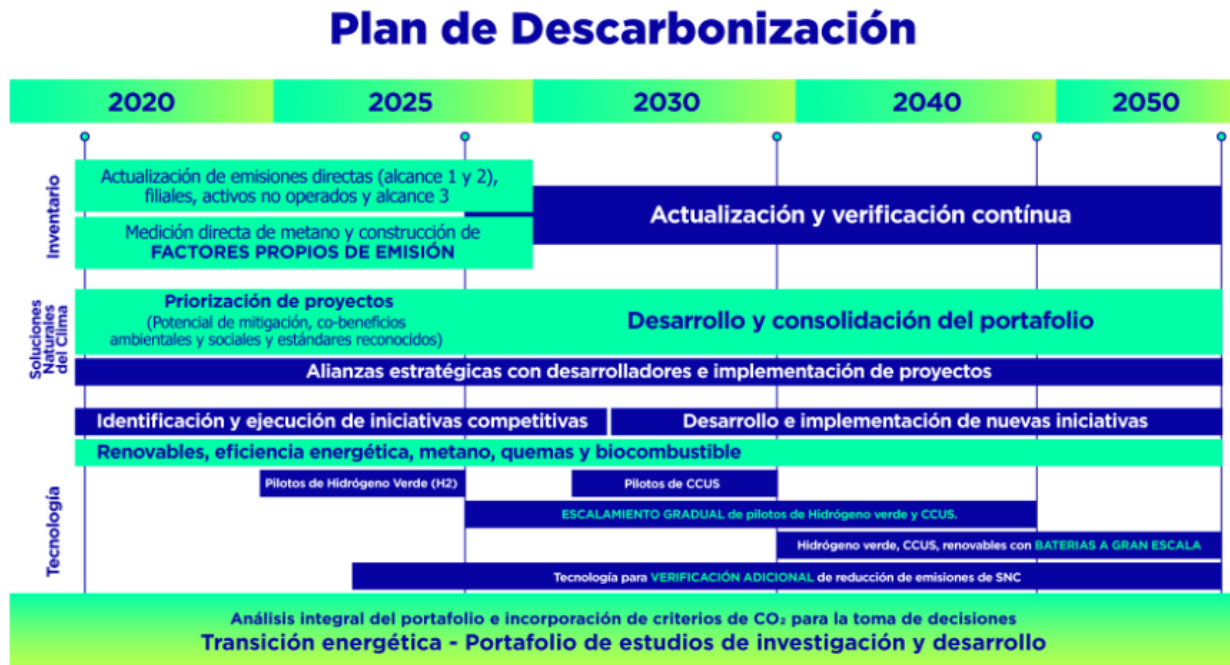 Plan de Descarbonización
2020 2025 2030 2040 2050
Inventario
Actualización de emisiones directas (alcance 1 y 2),
filiales, activos no operados y alcance 3
Medición directa de metano y construcción de
FACTORES PROPIOS DE EMISIÓN
Actualización y verificación contínua
Soluciones
Naturales
del Clima
Priorización de proyectos
(Potencial de mitigación, co-beneficios
ambientales y sociales y estándares reconocidos)
Desarrollo y consolidación del portafolio
Alianzas estratégicas con desarrolladores e implementación de proyectos
Tecnología
Identificación y ejecución de iniciativas competitivas
Desarrollo e implementación de nuevas iniciativas
Renovables, eficiencia energética, metano, quemas y biocombustible
Pilotos de Hidrógeno Verde (H2)
Pilotos de CCUS
ESCALAMIENTO GRADUAL de pilotos de Hidrógeno verde y CCUS.
Hidrógeno verde, CCUS, renovables con BATERIAS A GRAN ESCALA
Tecnología para VERIFICACIÓN ADICIONAL de reducción de emisiones de SNC
Análisis integral del portafolio e incorporación de criterios de CO₂ para la toma de decisiones
Transición energética - Portafolio de estudios de investigación y desarrollo